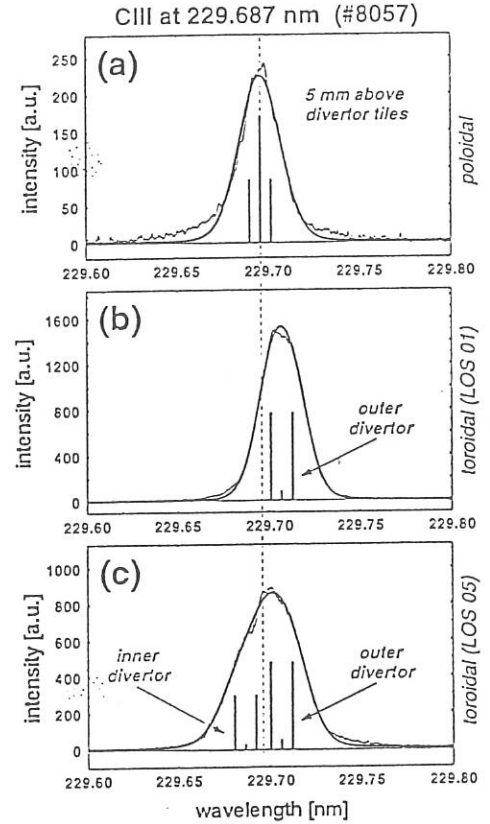 CIII at 229.687 nm (#8057)
(a)
5 mm above
divertor tiles
intensity [a.u.]
poloidal
250
200
150
100
50
0
229.60 229.65 229.70 229.75 229.80
(b)
outer
divertor
intensity [a.u.]
toroidal (LOS 01)
1600
1200
800
400
0
229.60 229.65 229.70 229.75 229.80
(c)
inner
divertor
outer
divertor
intensity [a.u.]
toroidal (LOS 05)
1000
800
600
400
200
0
229.60 229.65 229.70 229.75 229.80
wavelength [nm]